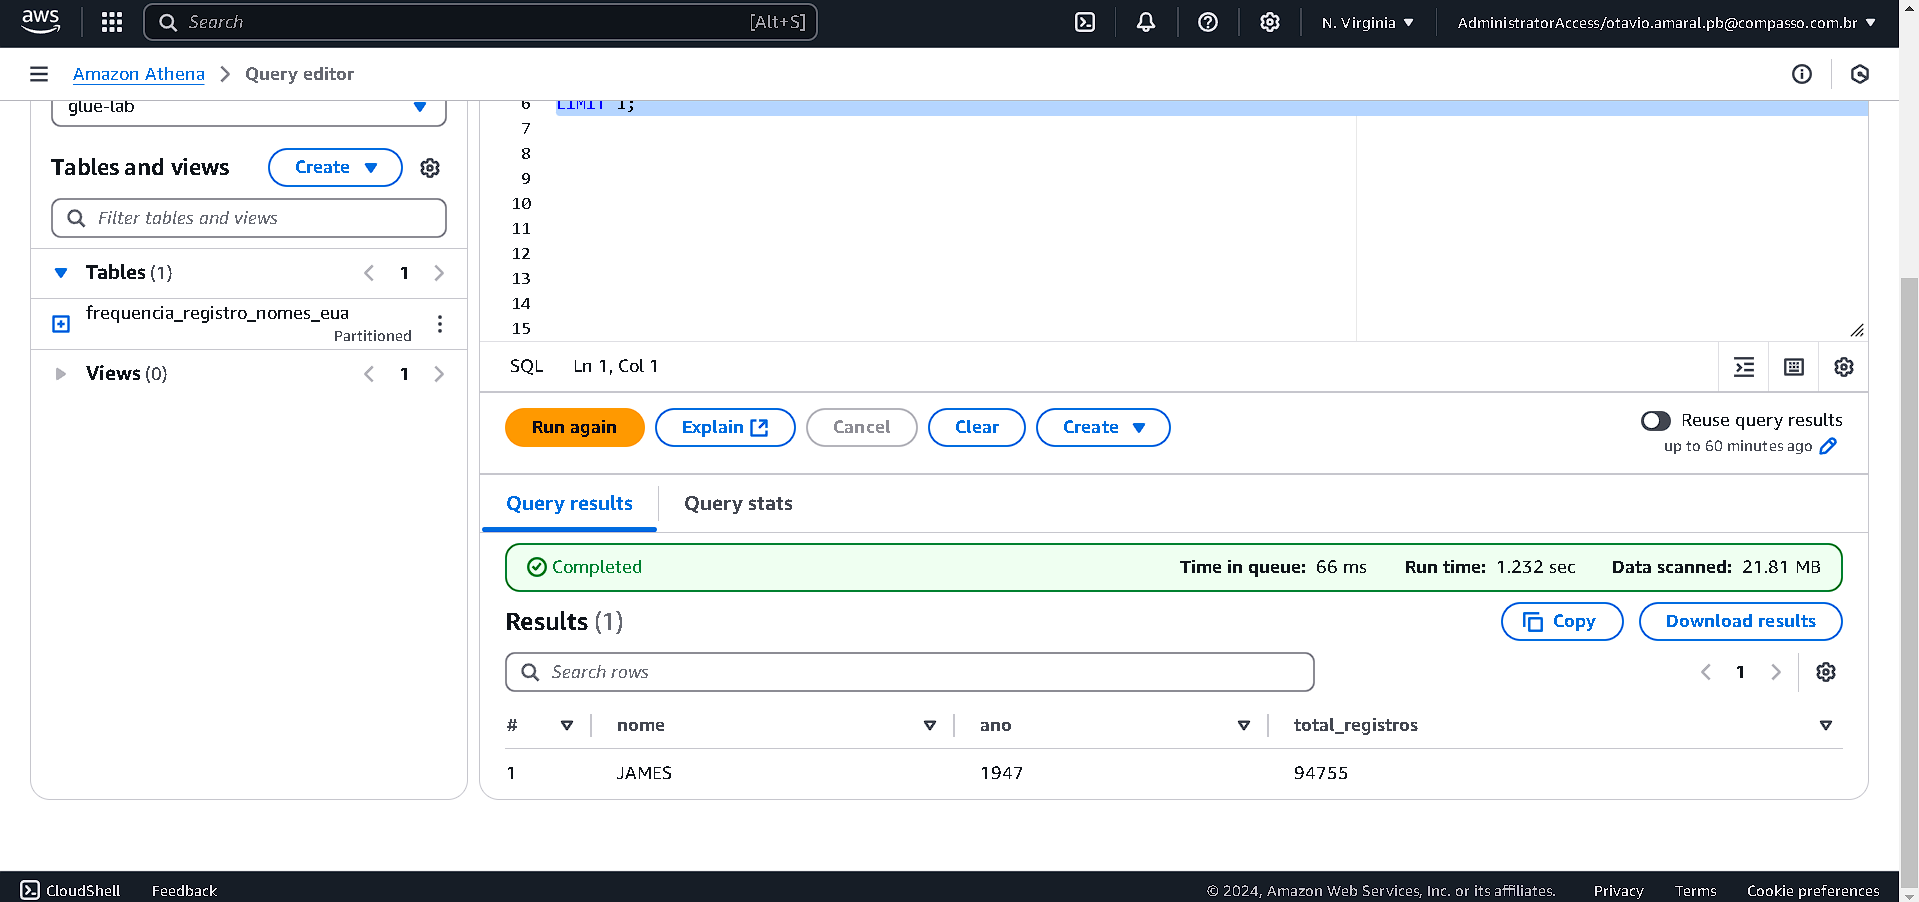 aws
Search [Alt+S]
N. Virginia
AdministratorAccess/otavio.amaral.pb@compasso.com.br
Amazon Athena Query editor
glue-lab
Tables and views
Create
Filter tables and views
Tables (1) 1
frequencia_registro_nomes_eua
Partitioned
Views (0) 1
6 LIMIT 1;
7
8
9
10
11
12
13
14
15
SQL Ln 1, Col 1
Run again Explain Cancel Clear Create
Reuse query results
up to 60 minutes ago
Query results Query stats
Completed Time in queue: 66 ms Run time: 1.232 sec Data scanned: 21.81 MB
Results (1) Copy Download results
Search rows 1
# nome ano total_registros
1 JAMES 1947 94755
CloudShell Feedback © 2024, Amazon Web Services, Inc. or its affiliates. Privacy Terms Cookie preferences